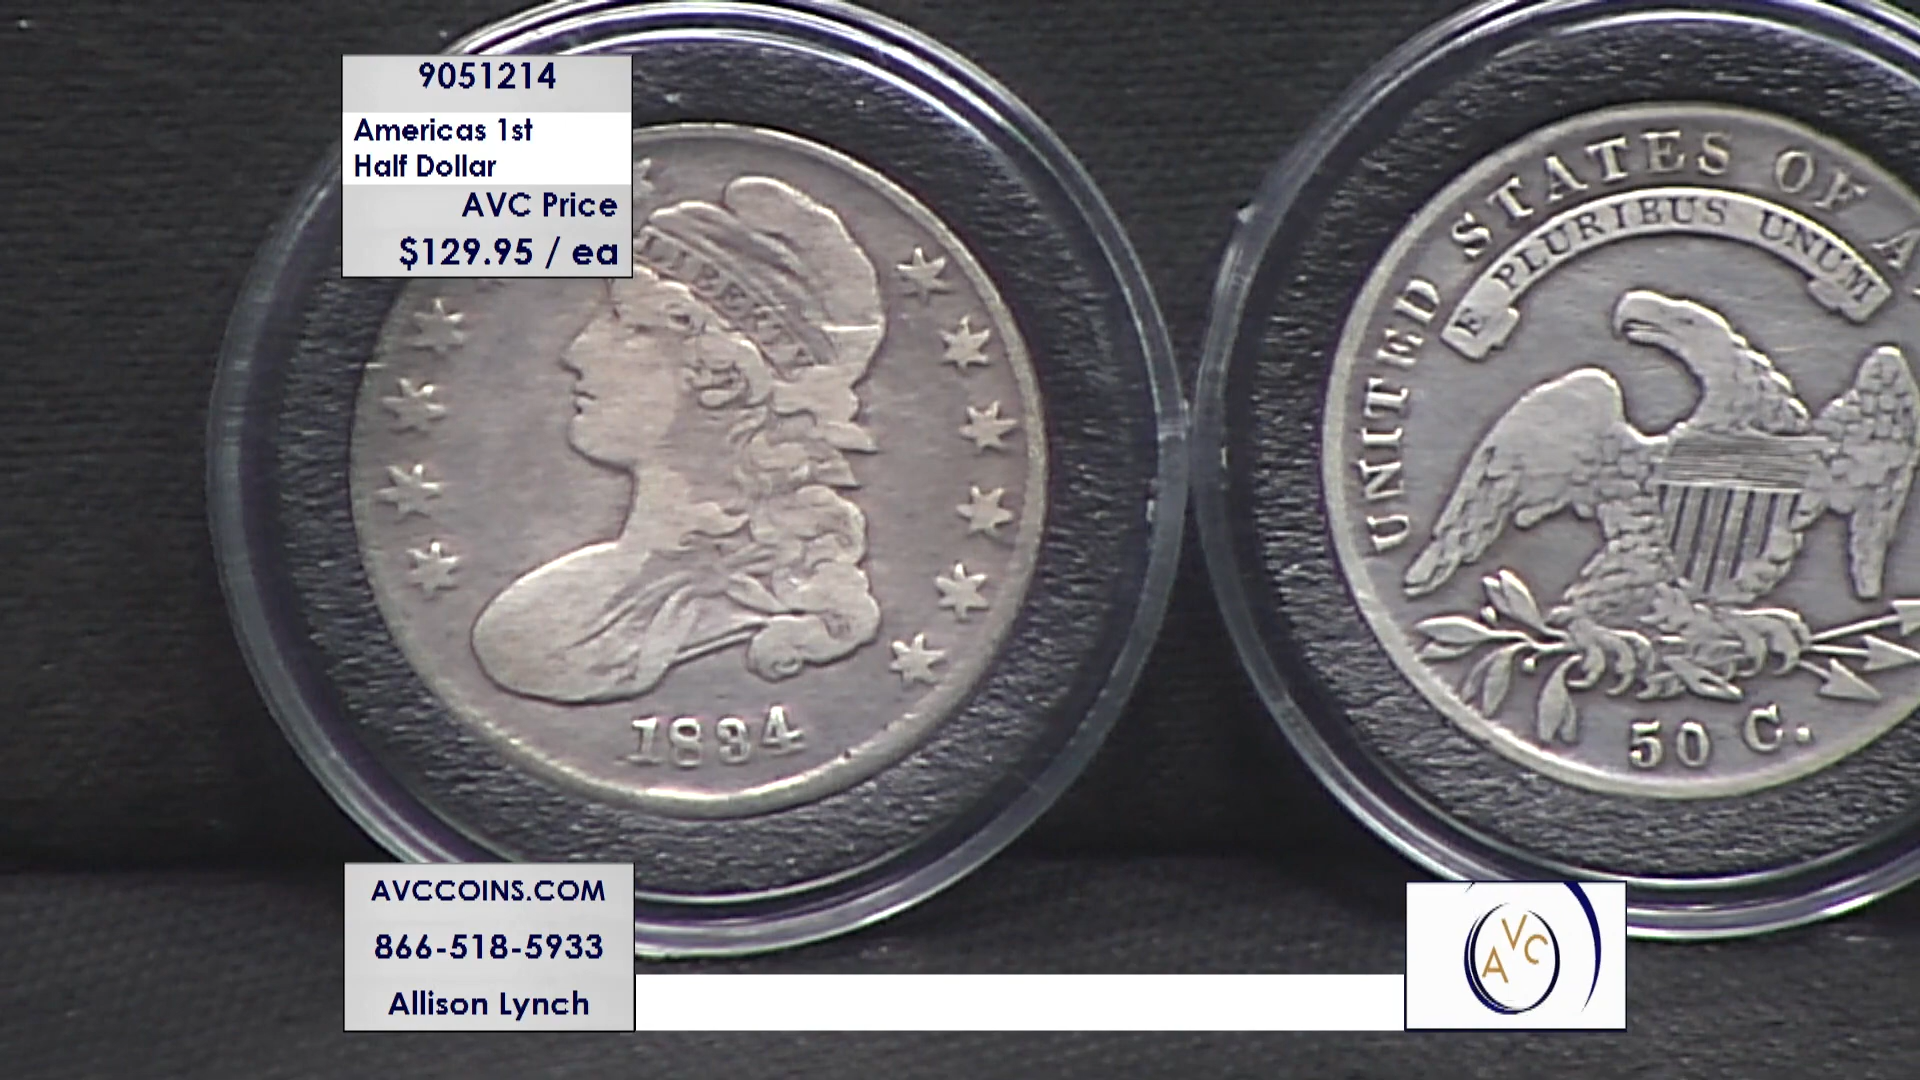 9051214
Americas 1st
Half Dollar
AVC Price
$129.95 / ea
LIBERTY
1834
UNITED STATES OF A
E PLURIBUS UNUM
50 C.
AVCCOINS.COM
866-518-5933
Allison Lynch
AVC